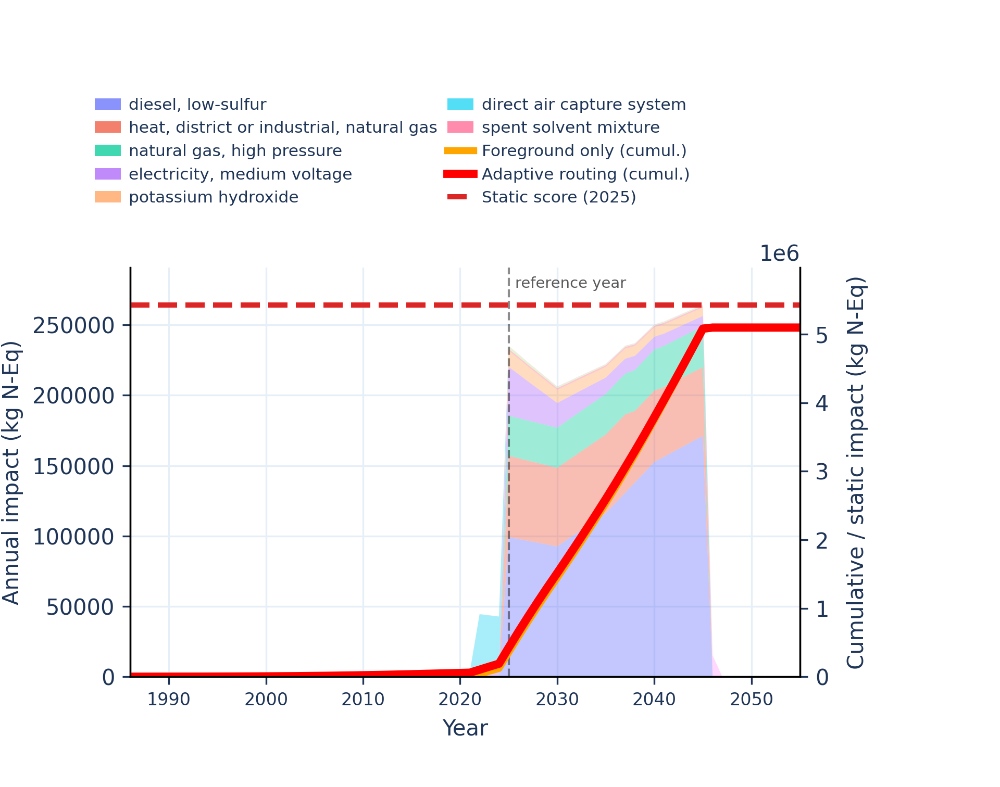 diesel, low-sulfur
heat, district or industrial, natural gas
natural gas, high pressure
electricity, medium voltage
potassium hydroxide
direct air capture system
spent solvent mixture
Foreground only (cumul.)
Adaptive routing (cumul.)
Static score (2025)
1e6
reference year
Annual impact (kg N-Eq)
250000
200000
150000
100000
50000
0
5
4
3
2
1
0
Cumulative / static impact (kg N-Eq)
1990 2000 2010 2020 2030 2040 2050
Year